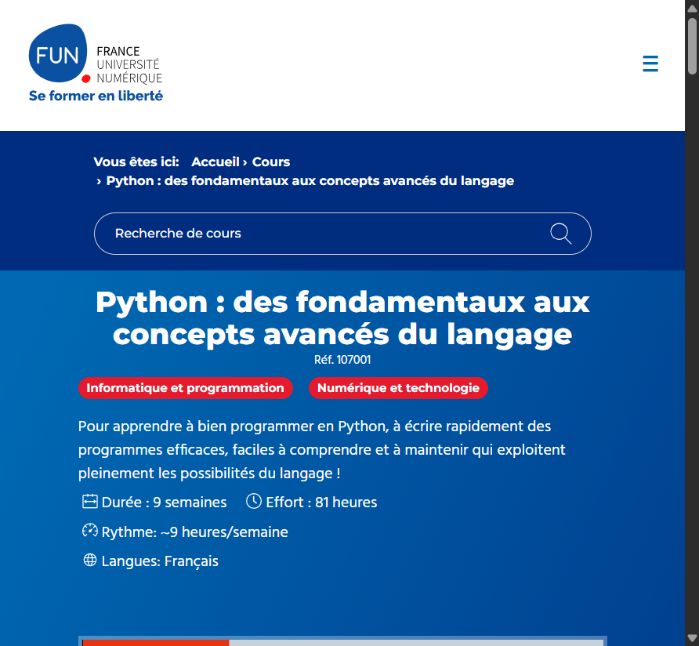 FUN
FRANCE
UNIVERSITÉ
NUMÉRIQUE
Se former en liberté
Vous êtes ici: Accueil › Cours
› Python : des fondamentaux aux concepts avancés du langage
Recherche de cours
Python : des fondamentaux aux
concepts avancés du langage
Réf. 107001
Informatique et programmation Numérique et technologie
Pour apprendre à bien programmer en Python, à écrire rapidement des
programmes efficaces, faciles à comprendre et à maintenir qui exploitent
pleinement les possibilités du langage !
Durée : 9 semaines Effort : 81 heures
Rythme: ~9 heures/semaine
Langues: Français